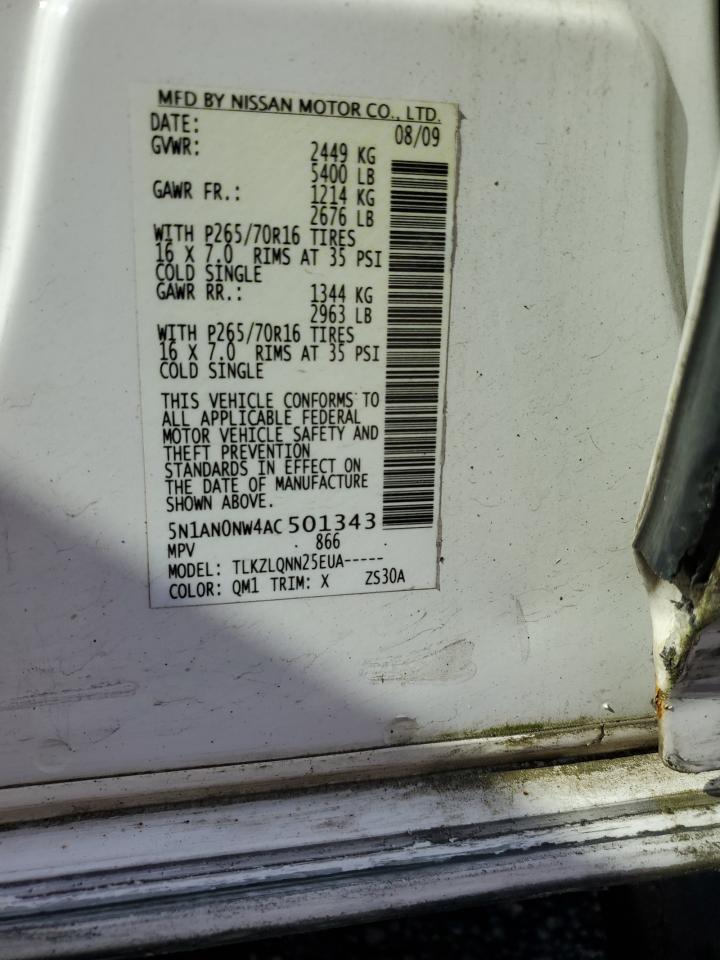 MFD BY NISSAN MOTOR CO., LTD.
DATE: 08/09
GVWR: 2449 KG
5400 LB
GAWR FR.: 1214 KG
2676 LB
WITH P265/70R16 TIRES
16 X 7.0 RIMS AT 35 PSI
COLD SINGLE
GAWR RR.: 1344 KG
2963 LB
WITH P265/70R16 TIRES
16 X 7.0 RIMS AT 35 PSI
COLD SINGLE
THIS VEHICLE CONFORMS TO
ALL APPLICABLE FEDERAL
MOTOR VEHICLE SAFETY AND
THEFT PREVENTION
STANDARDS IN EFFECT ON
THE DATE OF MANUFACTURE
SHOWN ABOVE.
5N1AN0NW4AC501343
MPV 866
MODEL: TLKZLQNN25EUA-----
COLOR: QM1 TRIM: X ZS30A